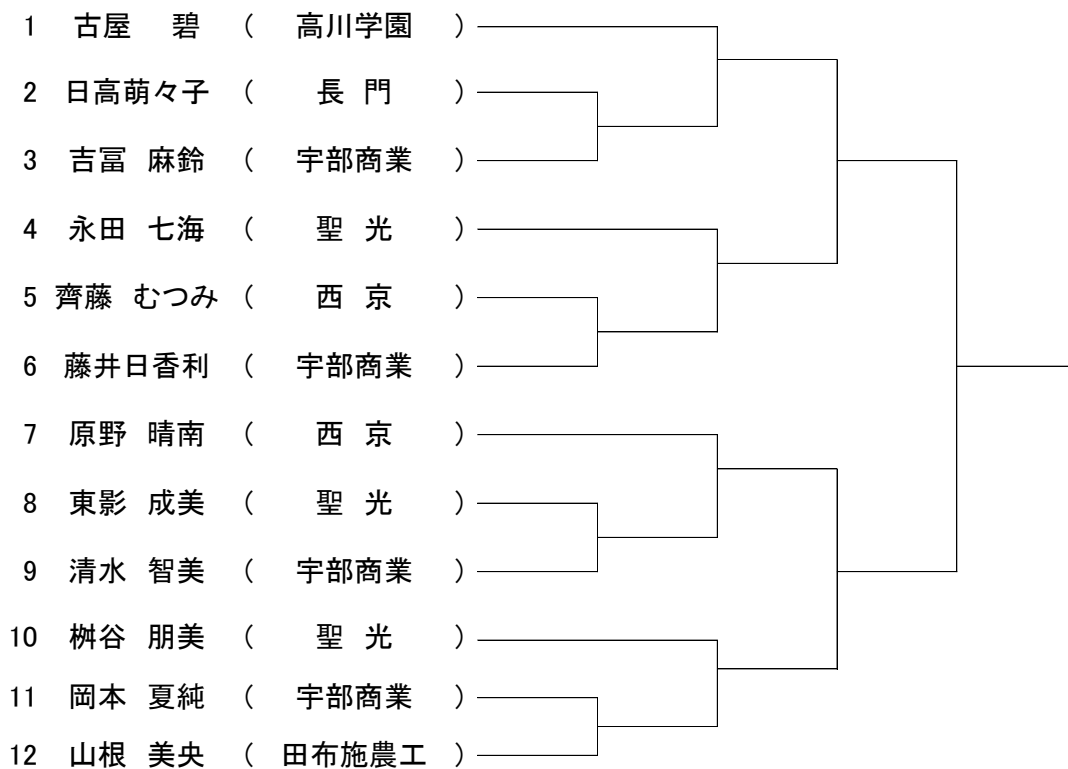 1 古屋 碧 ( 高川学園 )
2 日高萌々子 ( 長 門 )
3 吉冨 麻鈴 ( 宇部商業 )
4 永田 七海 ( 聖 光 )
5 齊藤 むつみ ( 西 京 )
6 藤井日香利 ( 宇部商業 )
7 原野 晴南 ( 西 京 )
8 東影 成美 ( 聖 光 )
9 清水 智美 ( 宇部商業 )
10 桝谷 朋美 ( 聖 光 )
11 岡本 夏純 ( 宇部商業 )
12 山根 美央 ( 田布施農工 )